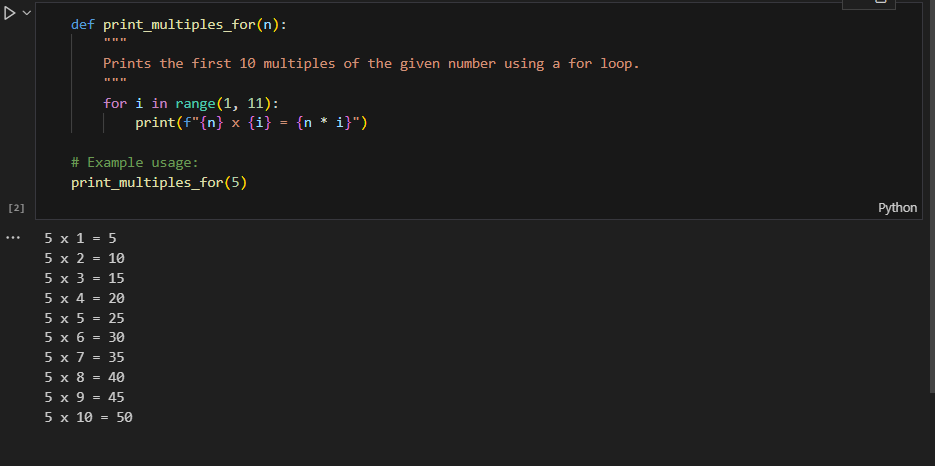 def print_multiples_for(n):
    """
    Prints the first 10 multiples of the given number using a for loop.
    """
    for i in range(1, 11):
        print(f"{n} x {i} = {n * i}")

# Example usage:
print_multiples_for(5)
[2]
Python
5 x 1 = 5
5 x 2 = 10
5 x 3 = 15
5 x 4 = 20
5 x 5 = 25
5 x 6 = 30
5 x 7 = 35
5 x 8 = 40
5 x 9 = 45
5 x 10 = 50